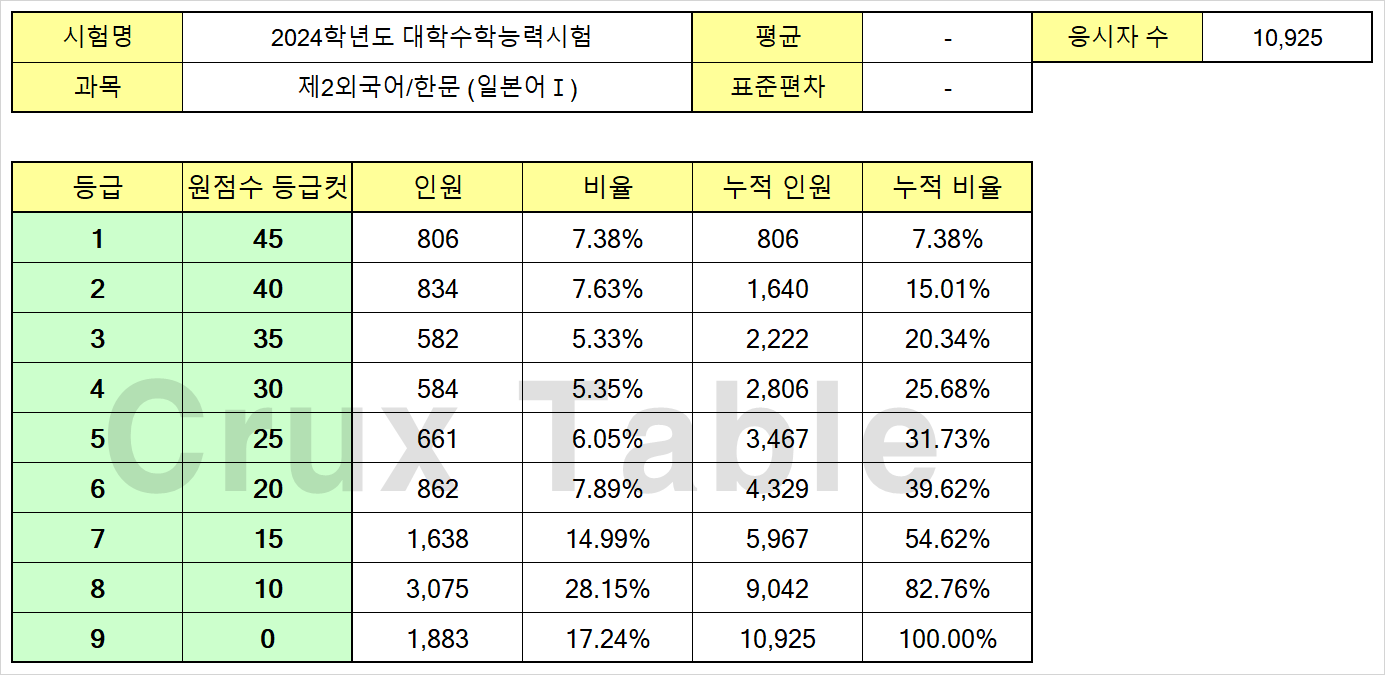 시험명 2024학년도 대학수학능력시험 평균 - 응시자 수 10,925
과목 제2외국어/한문 (일본어Ⅰ) 표준편차 -
등급 원점수 등급컷 인원 비율 누적 인원 누적 비율
1 45 806 7.38% 806 7.38%
2 40 834 7.63% 1,640 15.01%
3 35 582 5.33% 2,222 20.34%
4 30 584 5.35% 2,806 25.68%
5 25 661 6.05% 3,467 31.73%
6 20 862 7.89% 4,329 39.62%
7 15 1,638 14.99% 5,967 54.62%
8 10 3,075 28.15% 9,042 82.76%
9 0 1,883 17.24% 10,925 100.00%
Crux Table